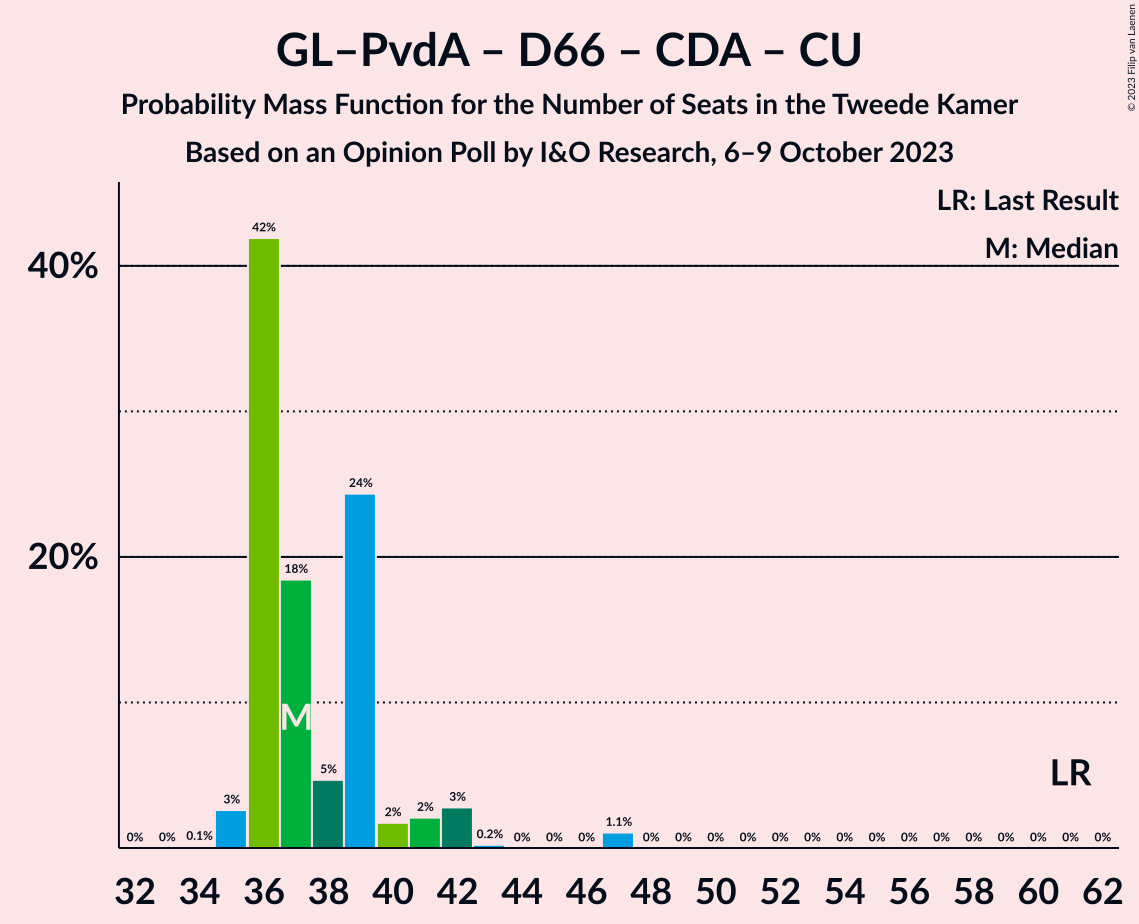 GL–PvdA – D66 – CDA – CU
Probability Mass Function for the Number of Seats in the Tweede Kamer
Based on an Opinion Poll by I&O Research, 6–9 October 2023
© 2023 Filip van Laenen
LR: Last Result
M: Median
40%
20%
42%
24%
18%
M
5%
3%
2%
2%
3%
1.1%
LR
0% 0% 0.1% 0.2% 0% 0% 0% 0% 0% 0% 0% 0% 0% 0% 0% 0% 0% 0% 0% 0% 0% 0%
32 34 36 38 40 42 44 46 48 50 52 54 56 58 60 62